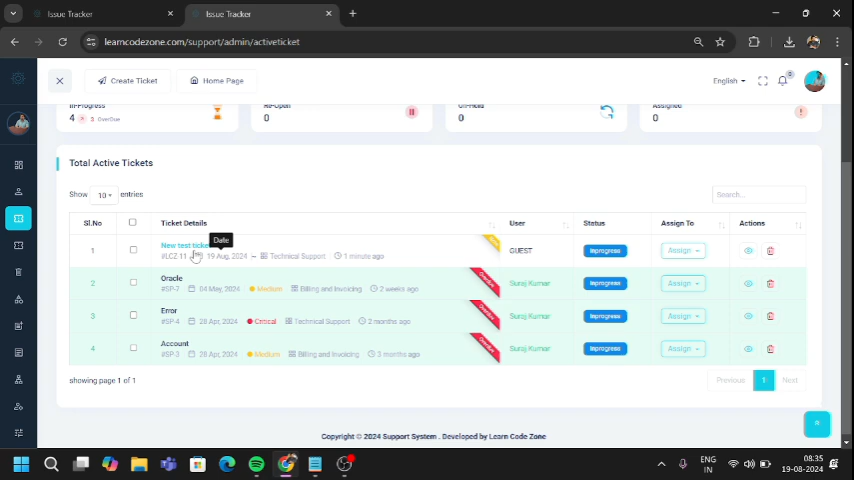 Issue Tracker
Issue Tracker
learncodezone.com/support/admin/activeticket
Create Ticket
Home Page
English
0
In-Progress
4 > 3 OverDue
Re-Open
0
On-Hold
0
Assigned
0
Total Active Tickets
Show 10 entries
Search...
Sl.No
Ticket Details
User
Status
Assign To
Actions
1
New test ticke
Date
#LCZ-11 19 Aug, 2024 – Technical Support 1 minute ago
GUEST
Inprogress
Assign
2
Oracle
#SP-7 04 May, 2024 Medium Billing and Invoicing 2 weeks ago
Overdue
Suraj Kumar
Inprogress
Assign
3
Error
#SP-4 28 Apr, 2024 Critical Technical Support 2 months ago
Overdue
Suraj Kumar
Inprogress
Assign
4
Account
#SP-3 28 Apr, 2024 Medium Billing and Invoicing 3 months ago
Overdue
Suraj Kumar
Inprogress
Assign
showing page 1 of 1
Previous 1 Next
Copyright © 2024 Support System . Developed by Learn Code Zone
ENG
IN
08:35
19-08-2024